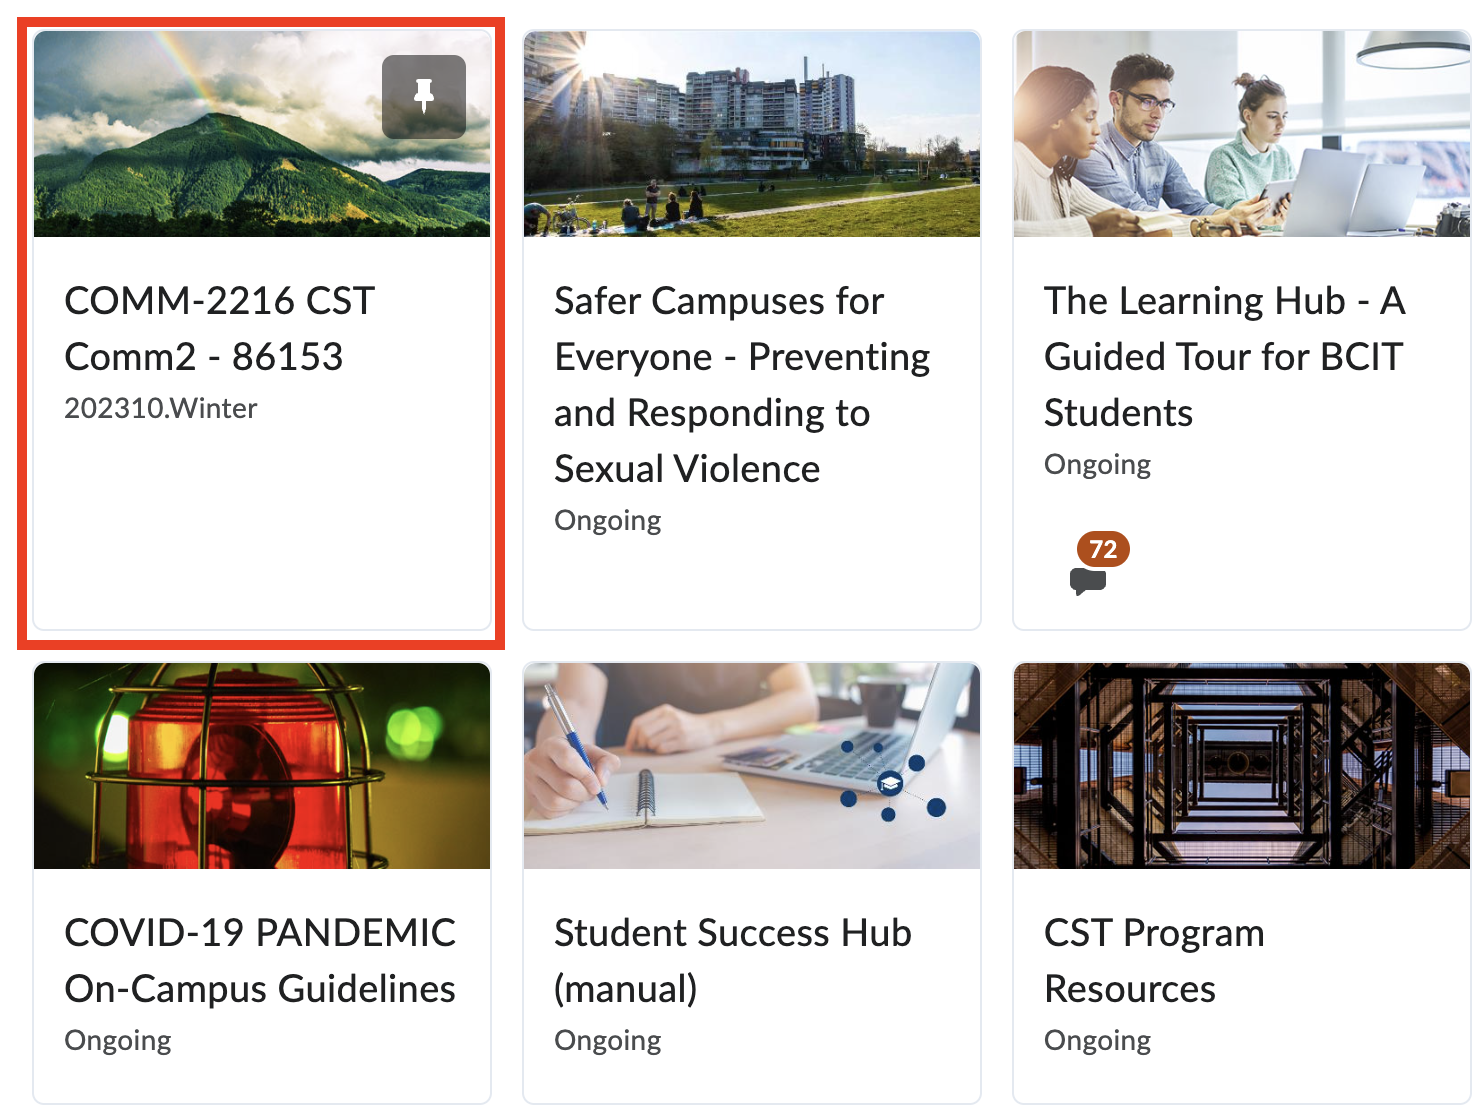 COMM-2216 CST
Comm2 - 86153
202310.Winter
Safer Campuses for
Everyone - Preventing
and Responding to
Sexual Violence
Ongoing
The Learning Hub - A
Guided Tour for BCIT
Students
Ongoing
72
COVID-19 PANDEMIC
On-Campus Guidelines
Ongoing
Student Success Hub
(manual)
Ongoing
CST Program
Resources
Ongoing